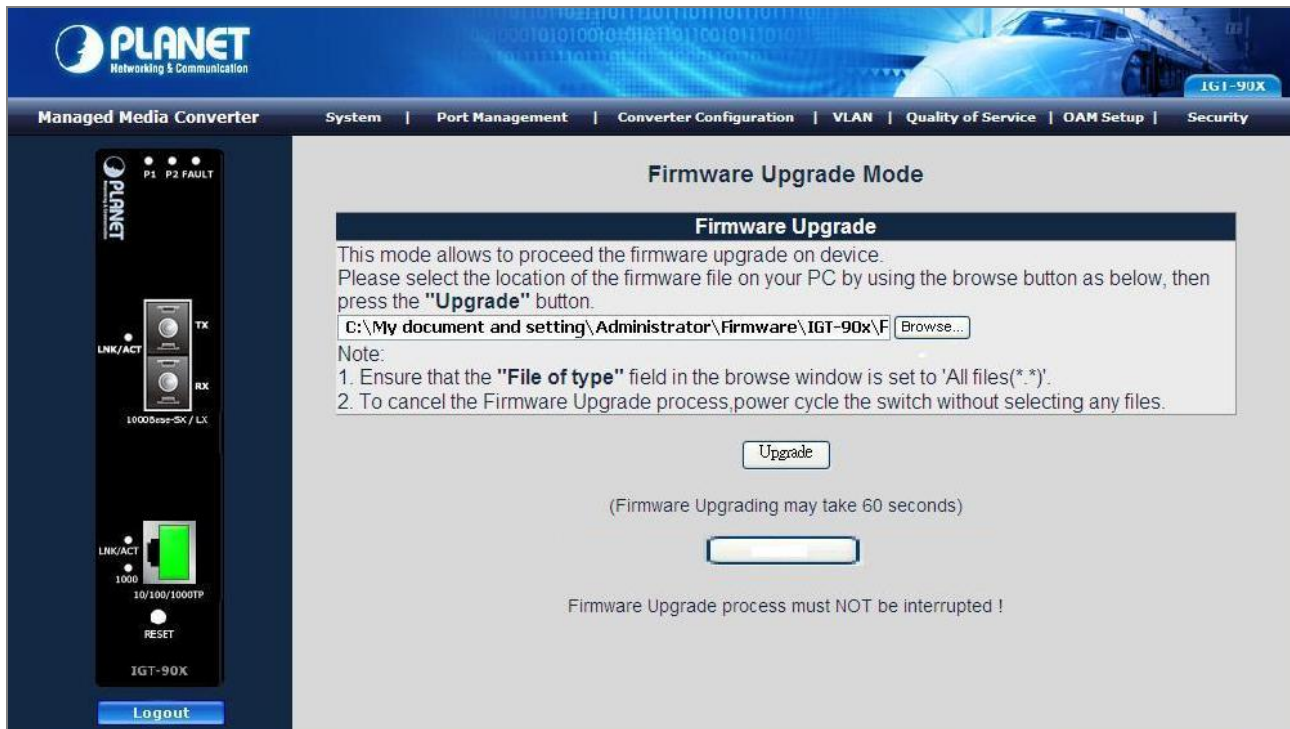 PLANET
Networking & Communication
IGT-90X
Managed Media Converter
System | Port Management | Converter Configuration | VLAN | Quality of Service | OAM Setup | Security
P1 P2 FAULT
PLANET
TX
LNK/ACT
RX
1000Base-SX / LX
LNK/ACT
1000
10/100/1000TP
RESET
IGT-90X
Logout
Firmware Upgrade Mode
Firmware Upgrade
This mode allows to proceed the firmware upgrade on device.
Please select the location of the firmware file on your PC by using the browse button as below, then
press the "Upgrade" button.
C:\My document and setting\Administrator\Firmware\IGT-90x\F Browse...
Note:
1. Ensure that the "File of type" field in the browse window is set to 'All files(*.*)'.
2. To cancel the Firmware Upgrade process,power cycle the switch without selecting any files.
Upgrade
(Firmware Upgrading may take 60 seconds)
Firmware Upgrade process must NOT be interrupted !